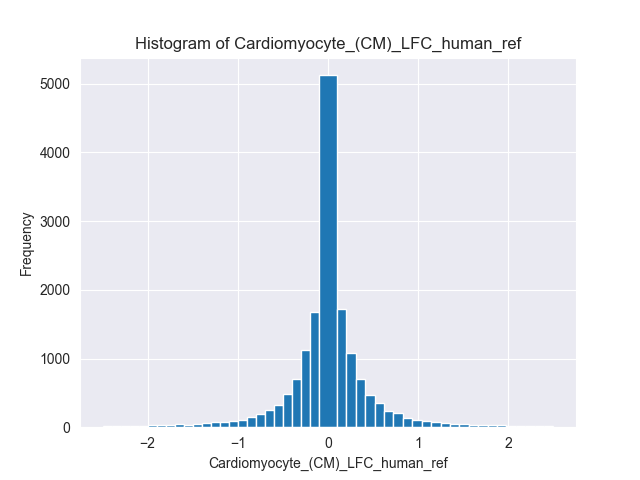 Histogram of Cardiomyocyte_(CM)_LFC_human_ref
5000
4000
3000
2000
1000
0
Frequency
−2 −1 0 1 2
Cardiomyocyte_(CM)_LFC_human_ref